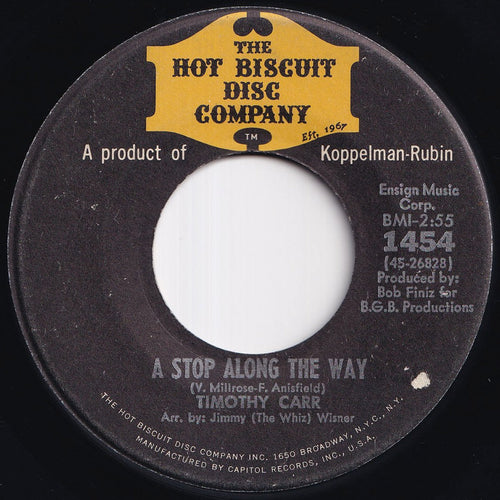 THE
HOT BISCUIT
DISC
COMPANY
Est. 1967
TM
A product of Koppelman-Rubin
Ensign Music
Corp.
BMI-2:55
1454
(45-26828)
Produced by:
Bob Finiz for
B.G.B. Productions
A STOP ALONG THE WAY
(V. Millrose-F. Anisfield)
TIMOTHY CARR
Arr. by: Jimmy (The Whiz) Wisner
THE HOT BISCUIT DISC COMPANY INC. 1650 BROADWAY, N.Y.C., N.Y.
MANUFACTURED BY CAPITOL RECORDS, INC., U.S.A.